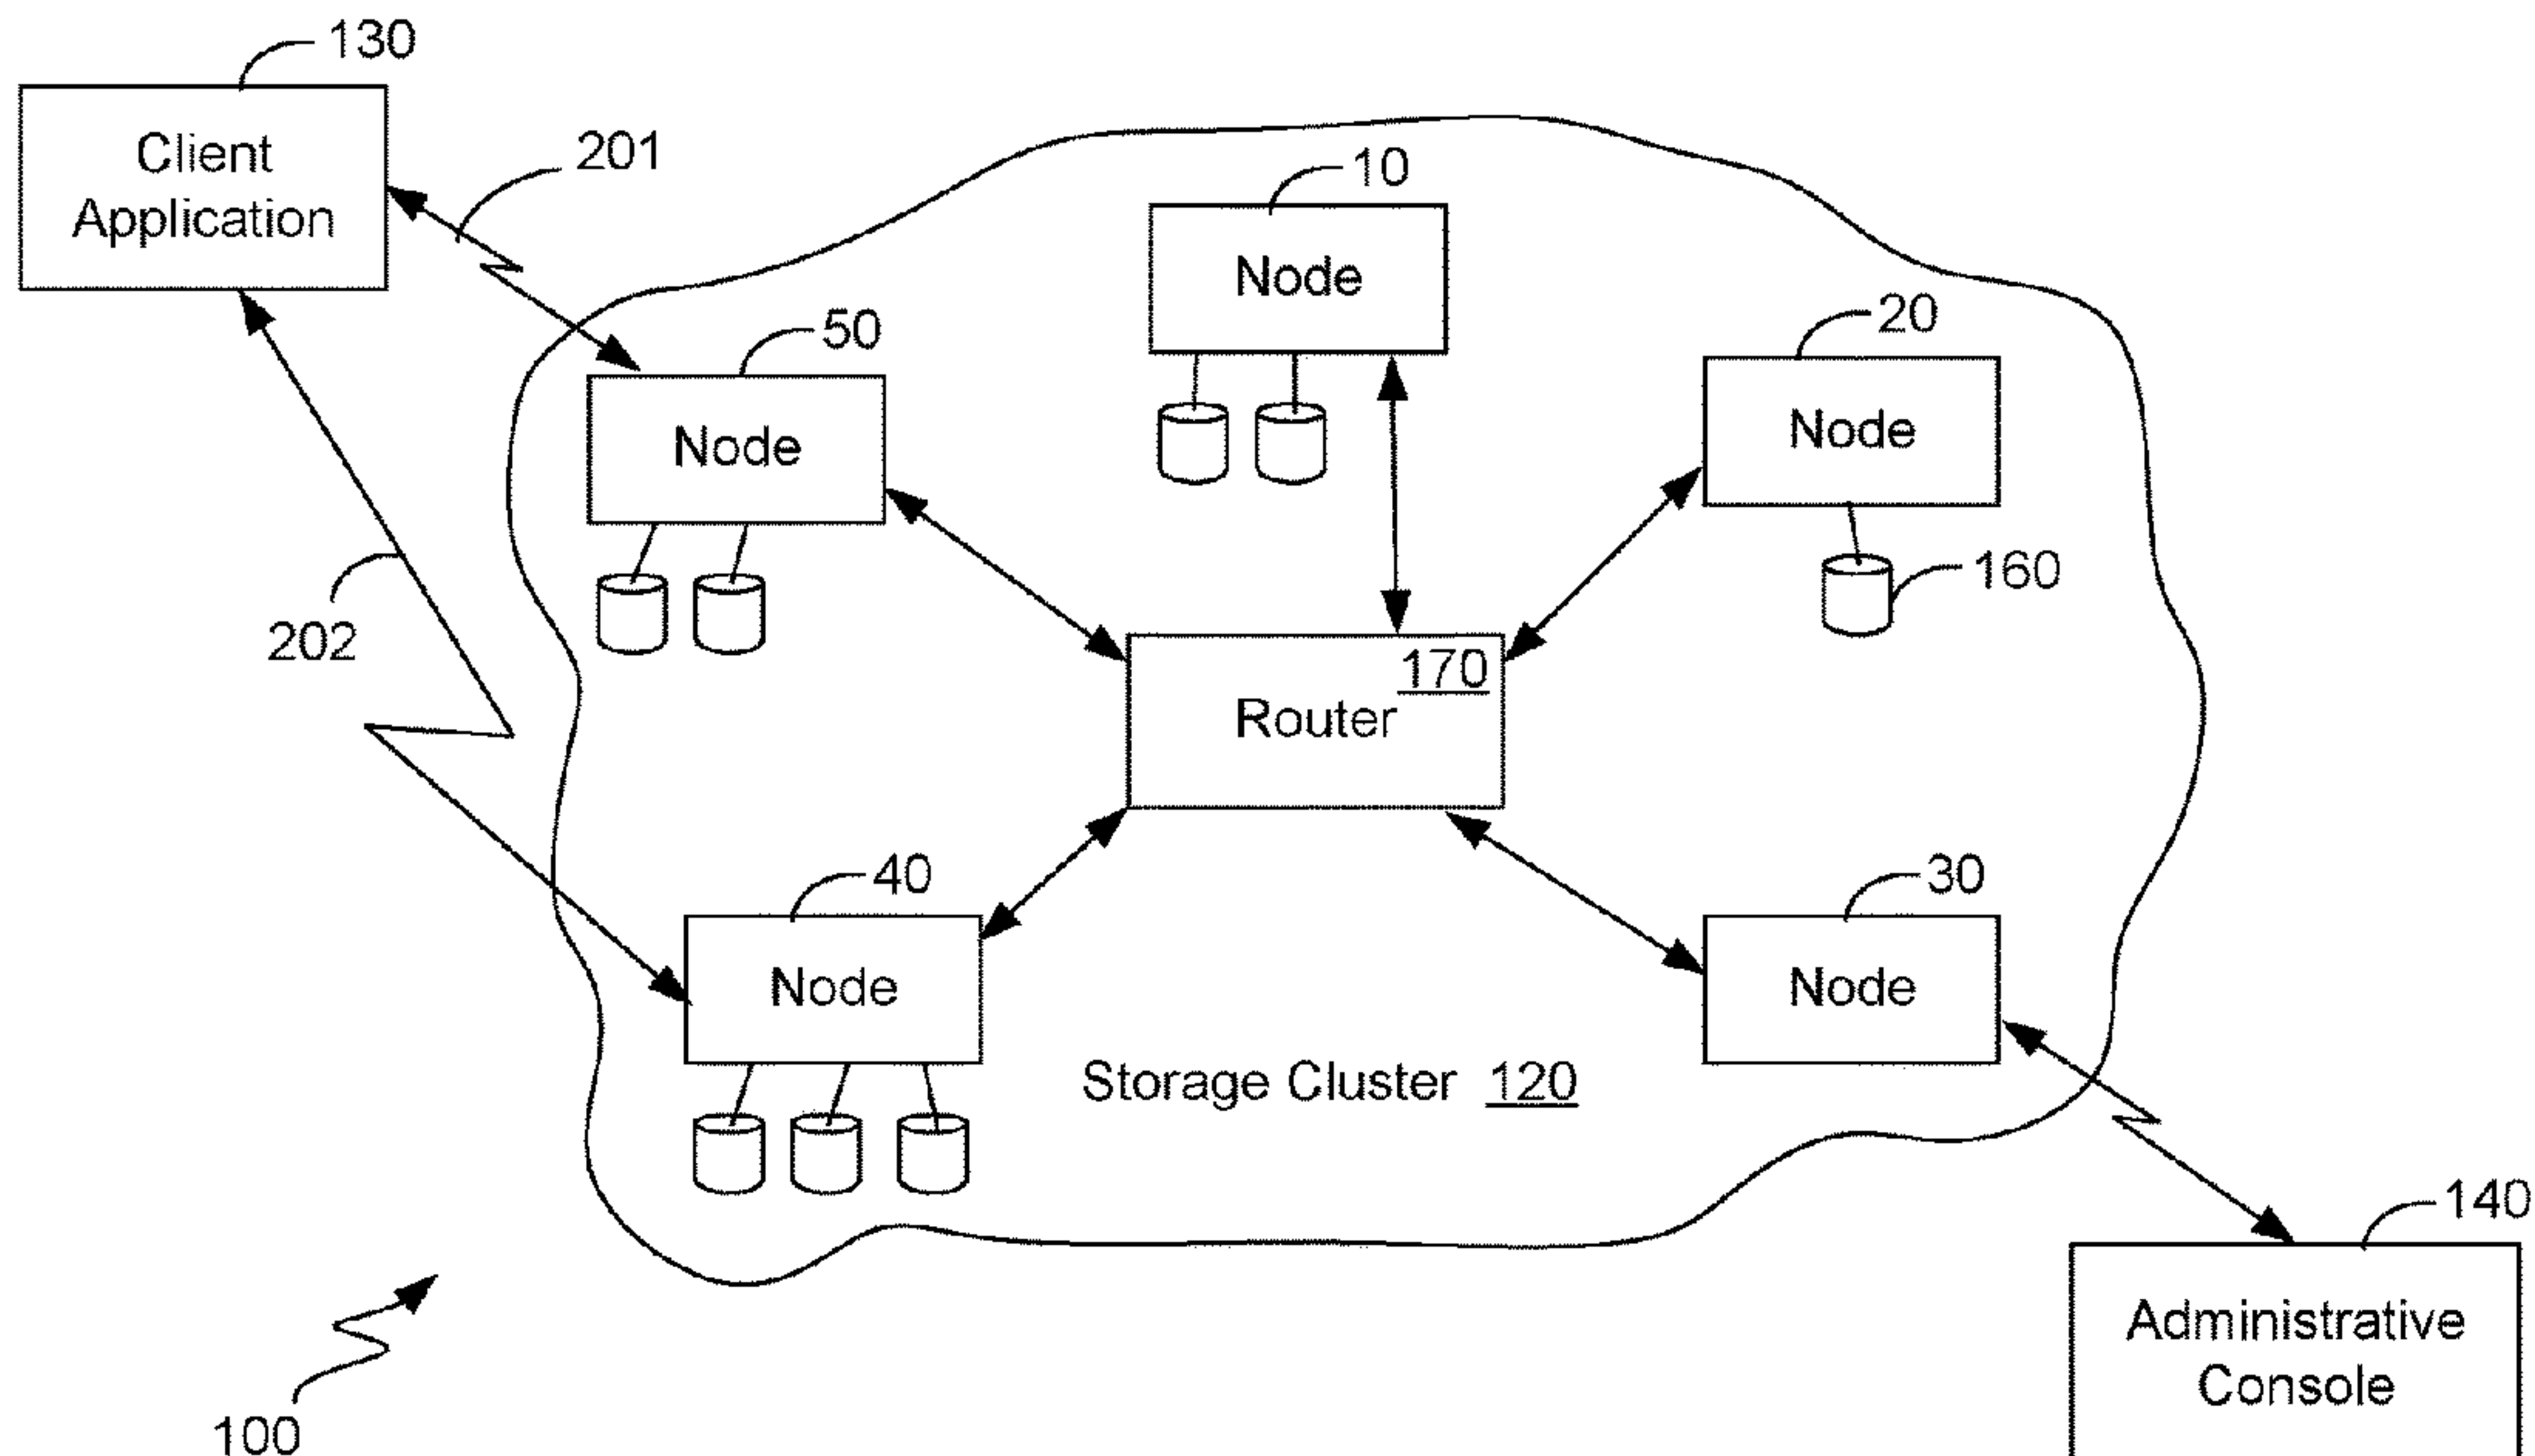 130
Client
Application
201
10
Node
50
Node
20
Node
160
202
170
Router
40
Node
30
Node
Storage Cluster 120
140
Administrative
Console
100